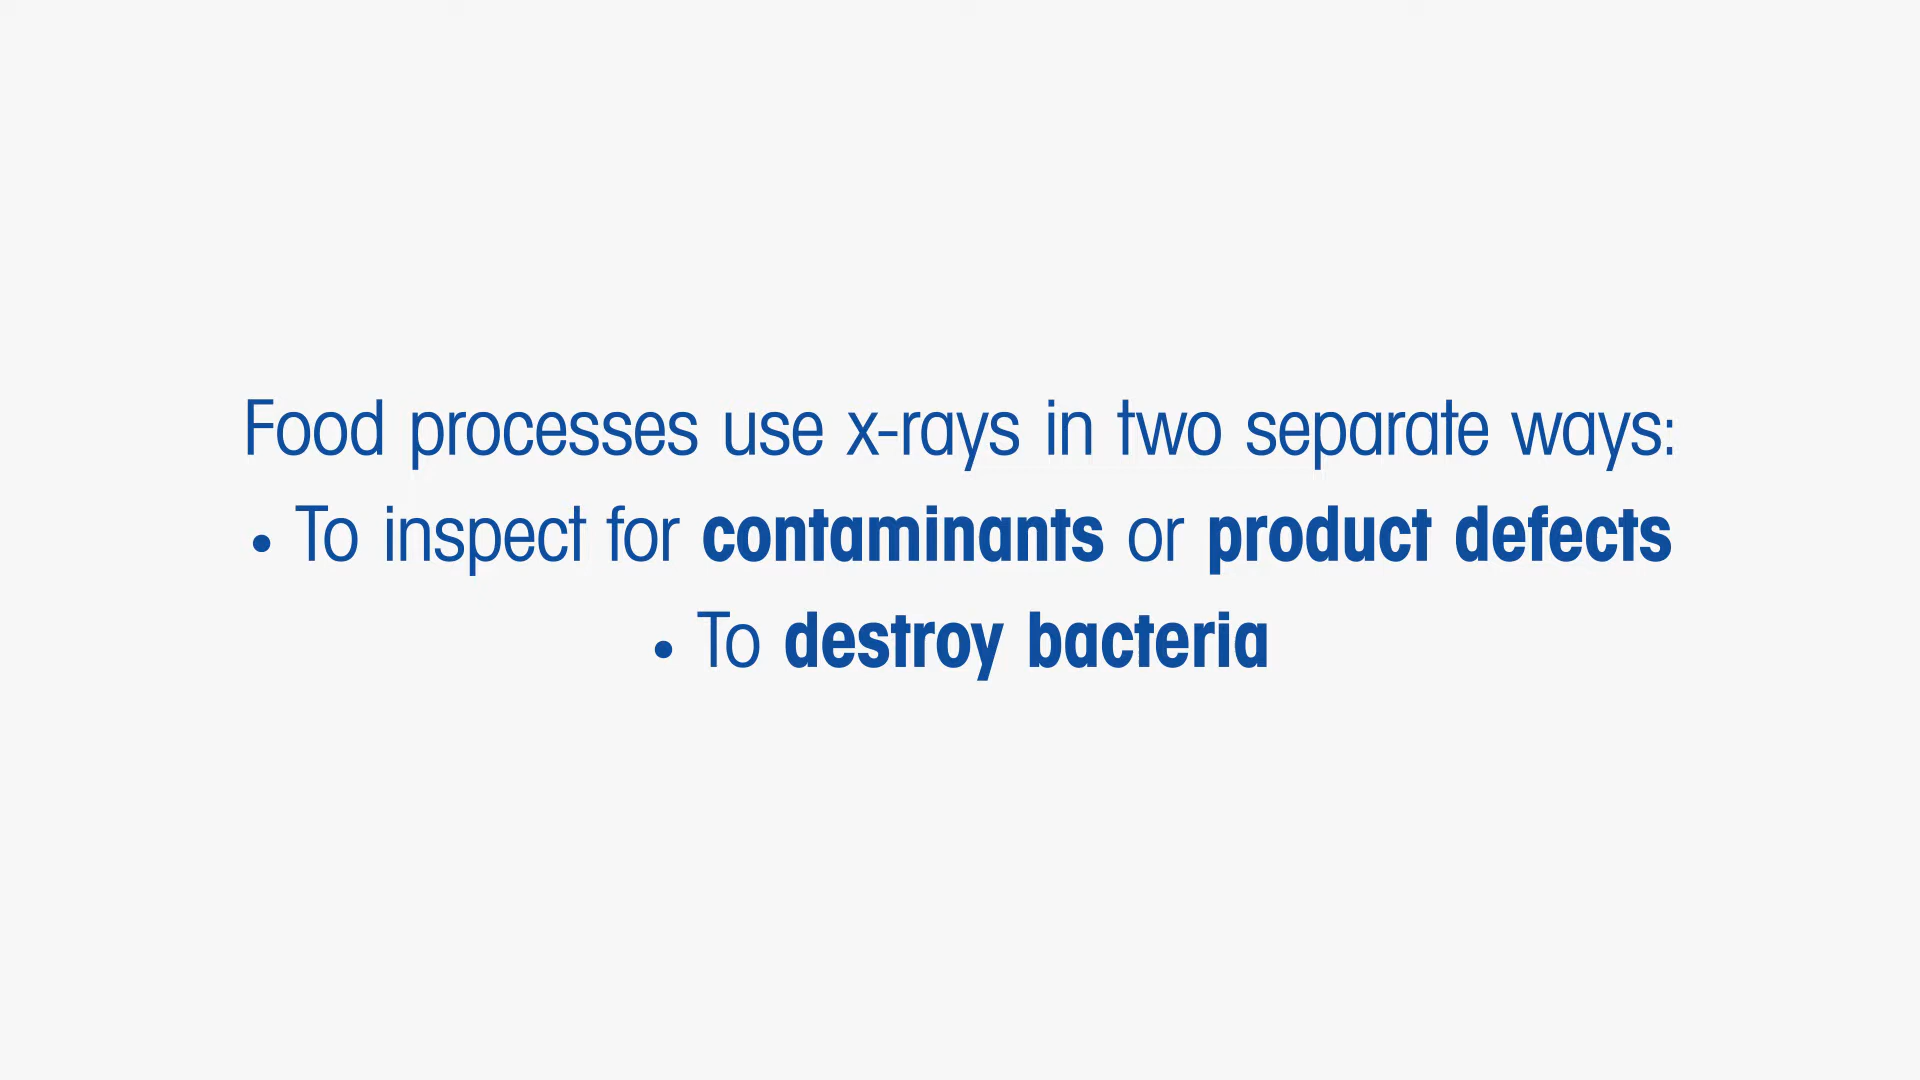 Food processes use x-rays in two separate ways:
• To inspect for contaminants or product defects
• To destroy bacteria